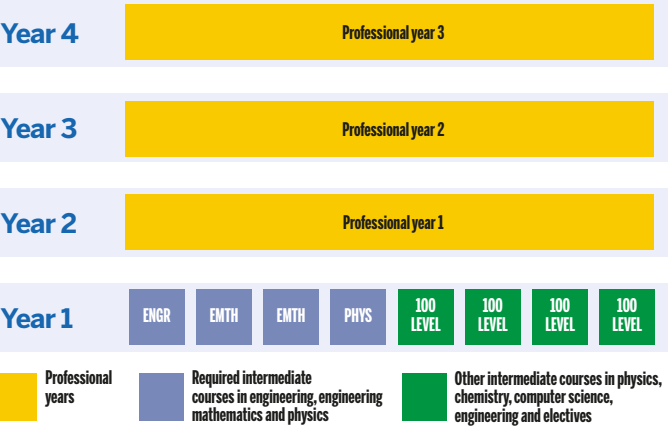 Year 4
Professional year 3
Year 3
Professional year 2
Year 2
Professional year 1
Year 1
ENGR
EMTH
EMTH
PHYS
100
LEVEL
100
LEVEL
100
LEVEL
100
LEVEL
Professional
years
Required intermediate
courses in engineering, engineering
mathematics and physics
Other intermediate courses in physics,
chemistry, computer science,
engineering and electives